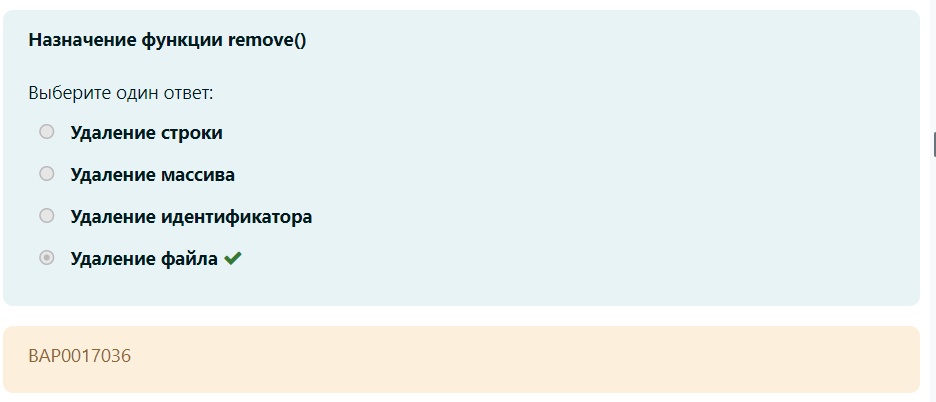 Назначение функции remove()
Выберите один ответ:
Удаление строки
Удаление массива
Удаление идентификатора
Удаление файла
BAP0017036